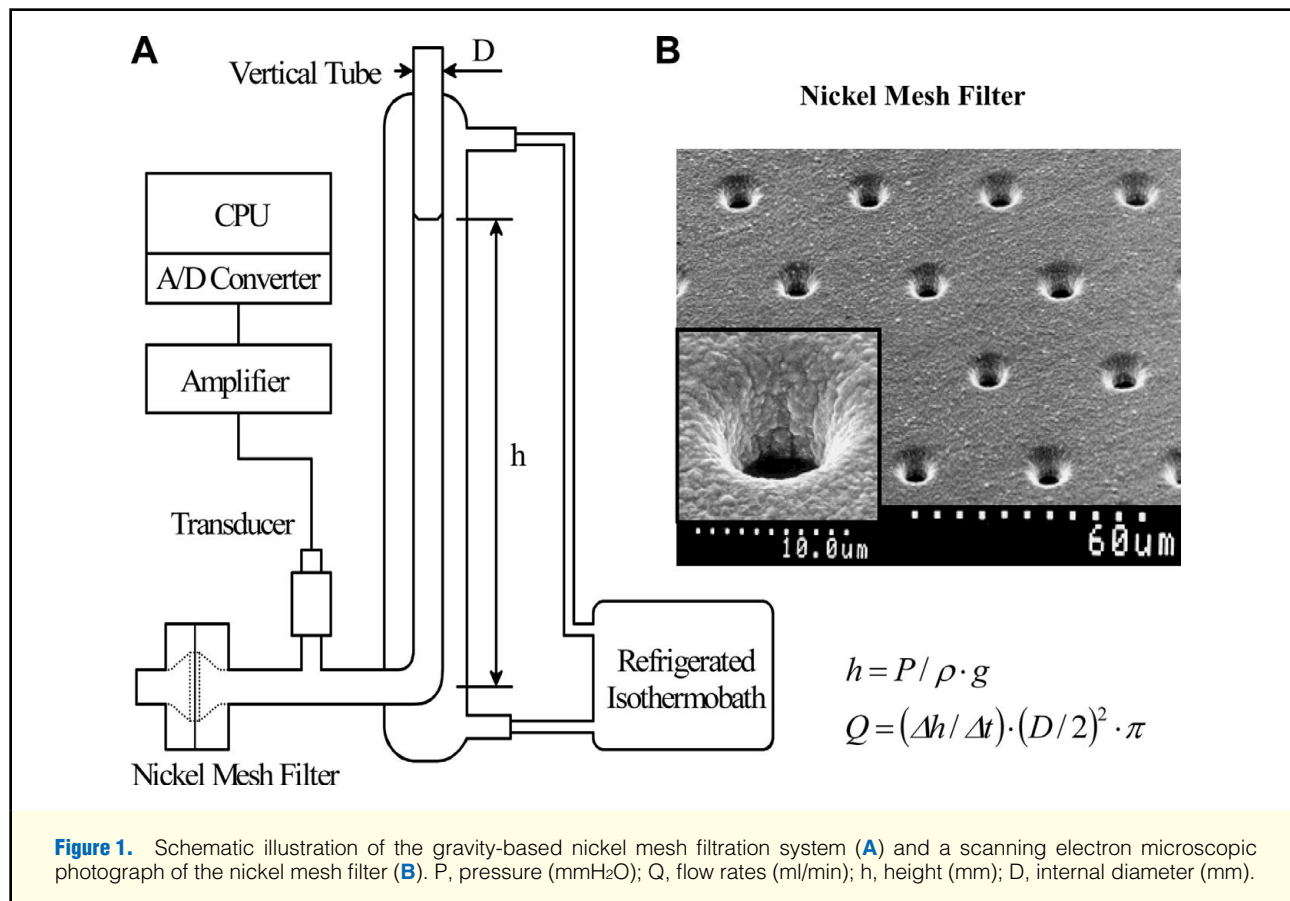 A
D
Vertical Tube
CPU
A/D Converter
Amplifier
h
Transducer
Refrigerated
Isothermobath
Nickel Mesh Filter
B
Nickel Mesh Filter
10.0um
60um
h = P / ρ · g
Q = (Δh / Δt) · (D / 2)² · π
Figure 1. Schematic illustration of the gravity-based nickel mesh filtration system (A) and a scanning electron microscopic
photograph of the nickel mesh filter (B). P, pressure (mmH₂O); Q, flow rates (ml/min); h, height (mm); D, internal diameter (mm).